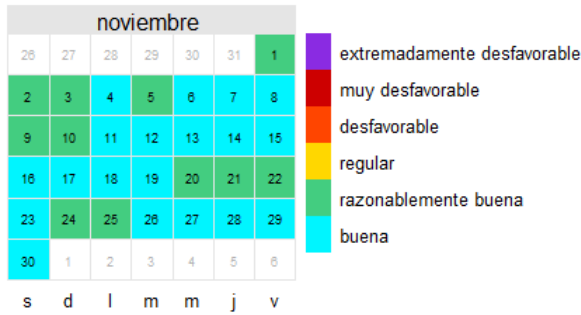 noviembre
26 27 28 29 30 31 1
2 3 4 5 6 7 8
9 10 11 12 13 14 15
16 17 18 19 20 21 22
23 24 25 26 27 28 29
30 1 2 3 4 5 6
s d l m m j v
extremadamente desfavorable
muy desfavorable
desfavorable
regular
razonablemente buena
buena